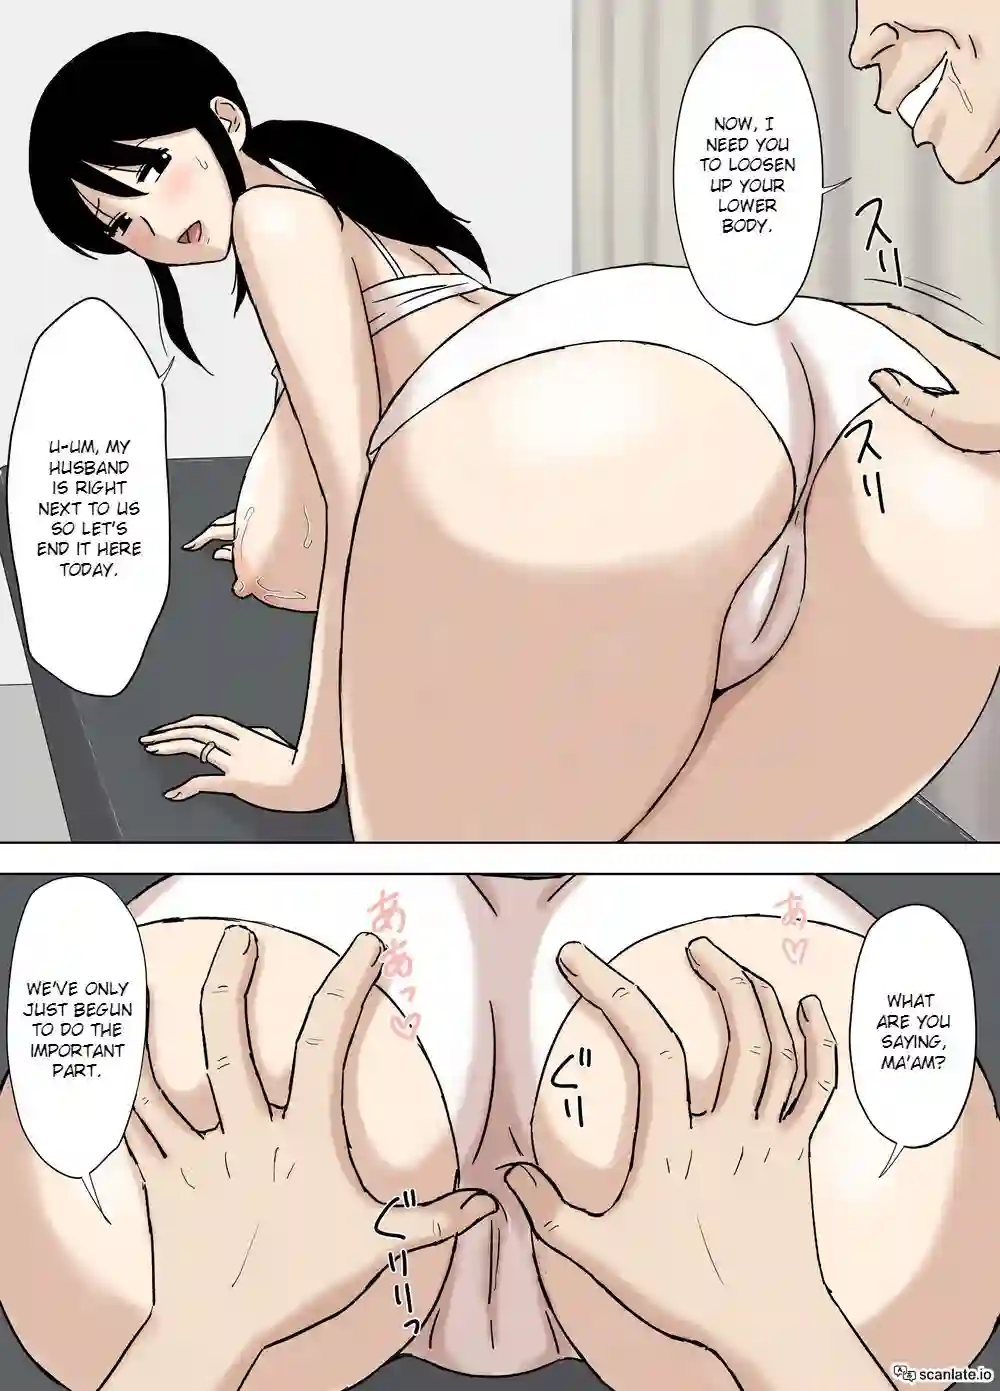 NOW, I
NEED YOU
TO LOOSEN
UP YOUR
LOWER
BODY.
スリ
スリ
U-UM, MY
HUSBAND
IS RIGHT
NEXT TO US
SO LET'S
END IT HERE
TODAY.
あ♡
ああっ♡
WHAT
ARE YOU
SAYING,
MA'AM?
WE'VE ONLY
JUST BEGUN
TO DO THE
IMPORTANT
PART.
ぐり
ぐりりっ
scanlate.io